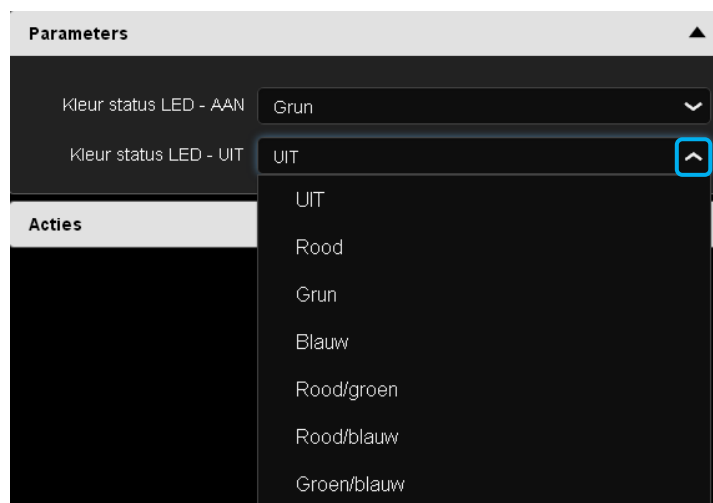 Parameters
Kleur status LED - AAN Grun
Kleur status LED - UIT UIT
UIT
Acties
Rood
Grun
Blauw
Rood/groen
Rood/blauw
Groen/blauw